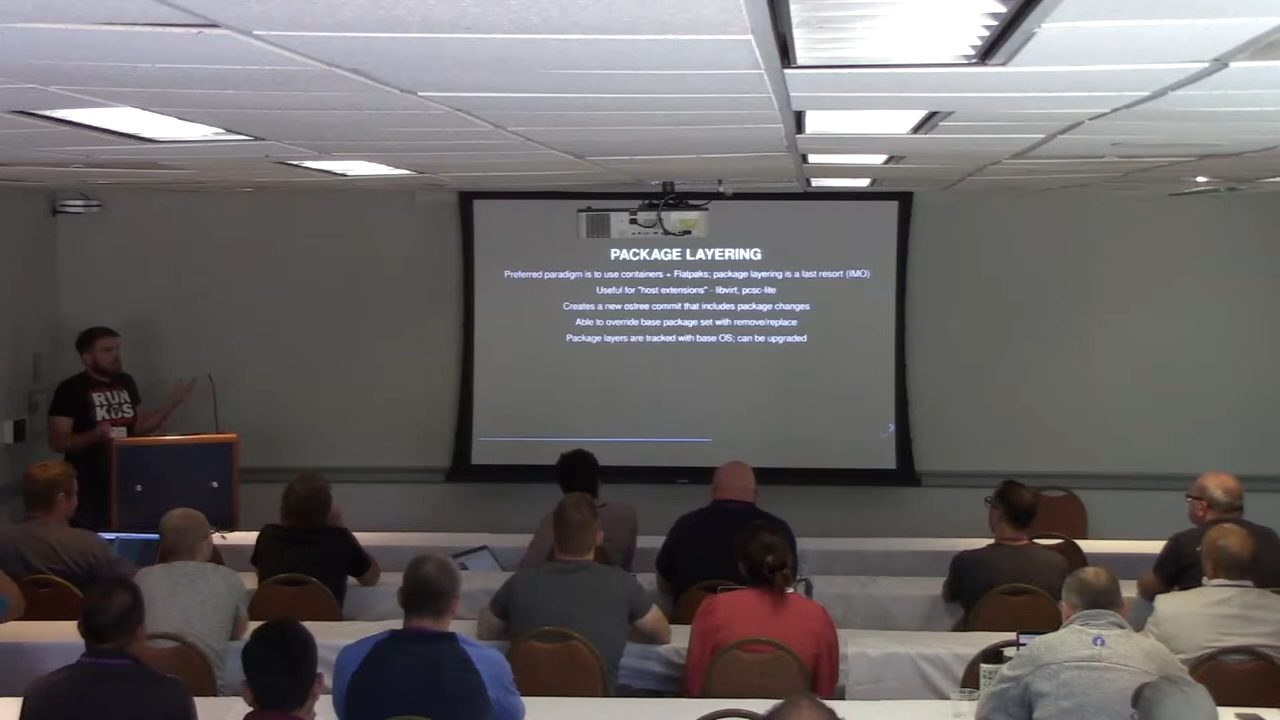 PACKAGE LAYERING
Preferred paradigm is to use containers + Flatpaks; package layering is a last resort (IMO)
Useful for "host extensions" - libvirt, pcsc-lite
Creates a new ostree commit that includes package changes
Able to override base package set with remove/replace
Package layers are tracked with base OS; can be upgraded
RUN
K8S